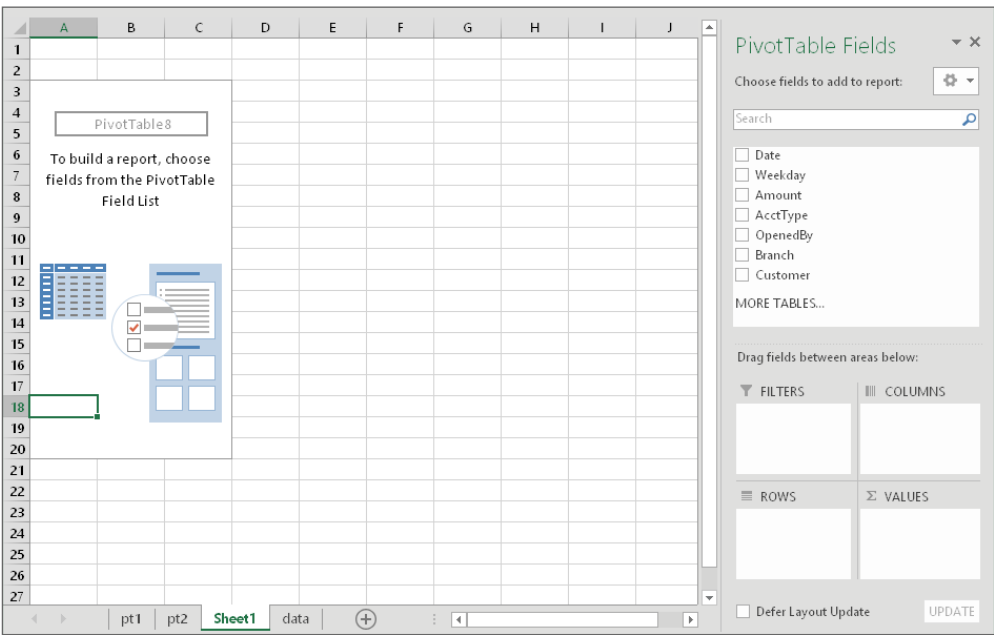 A B C D E F G H I J
1
2
3
4
5
6
7
8
9
10
11
12
13
14
15
16
17
18
19
20
21
22
23
24
25
26
27
PivotTable8
To build a report, choose
fields from the PivotTable
Field List
pt1 pt2 Sheet1 data
PivotTable Fields
Choose fields to add to report:
Search
Date
Weekday
Amount
AcctType
OpenedBy
Branch
Customer
MORE TABLES...
Drag fields between areas below:
FILTERS COLUMNS
ROWS Σ VALUES
Defer Layout Update UPDATE